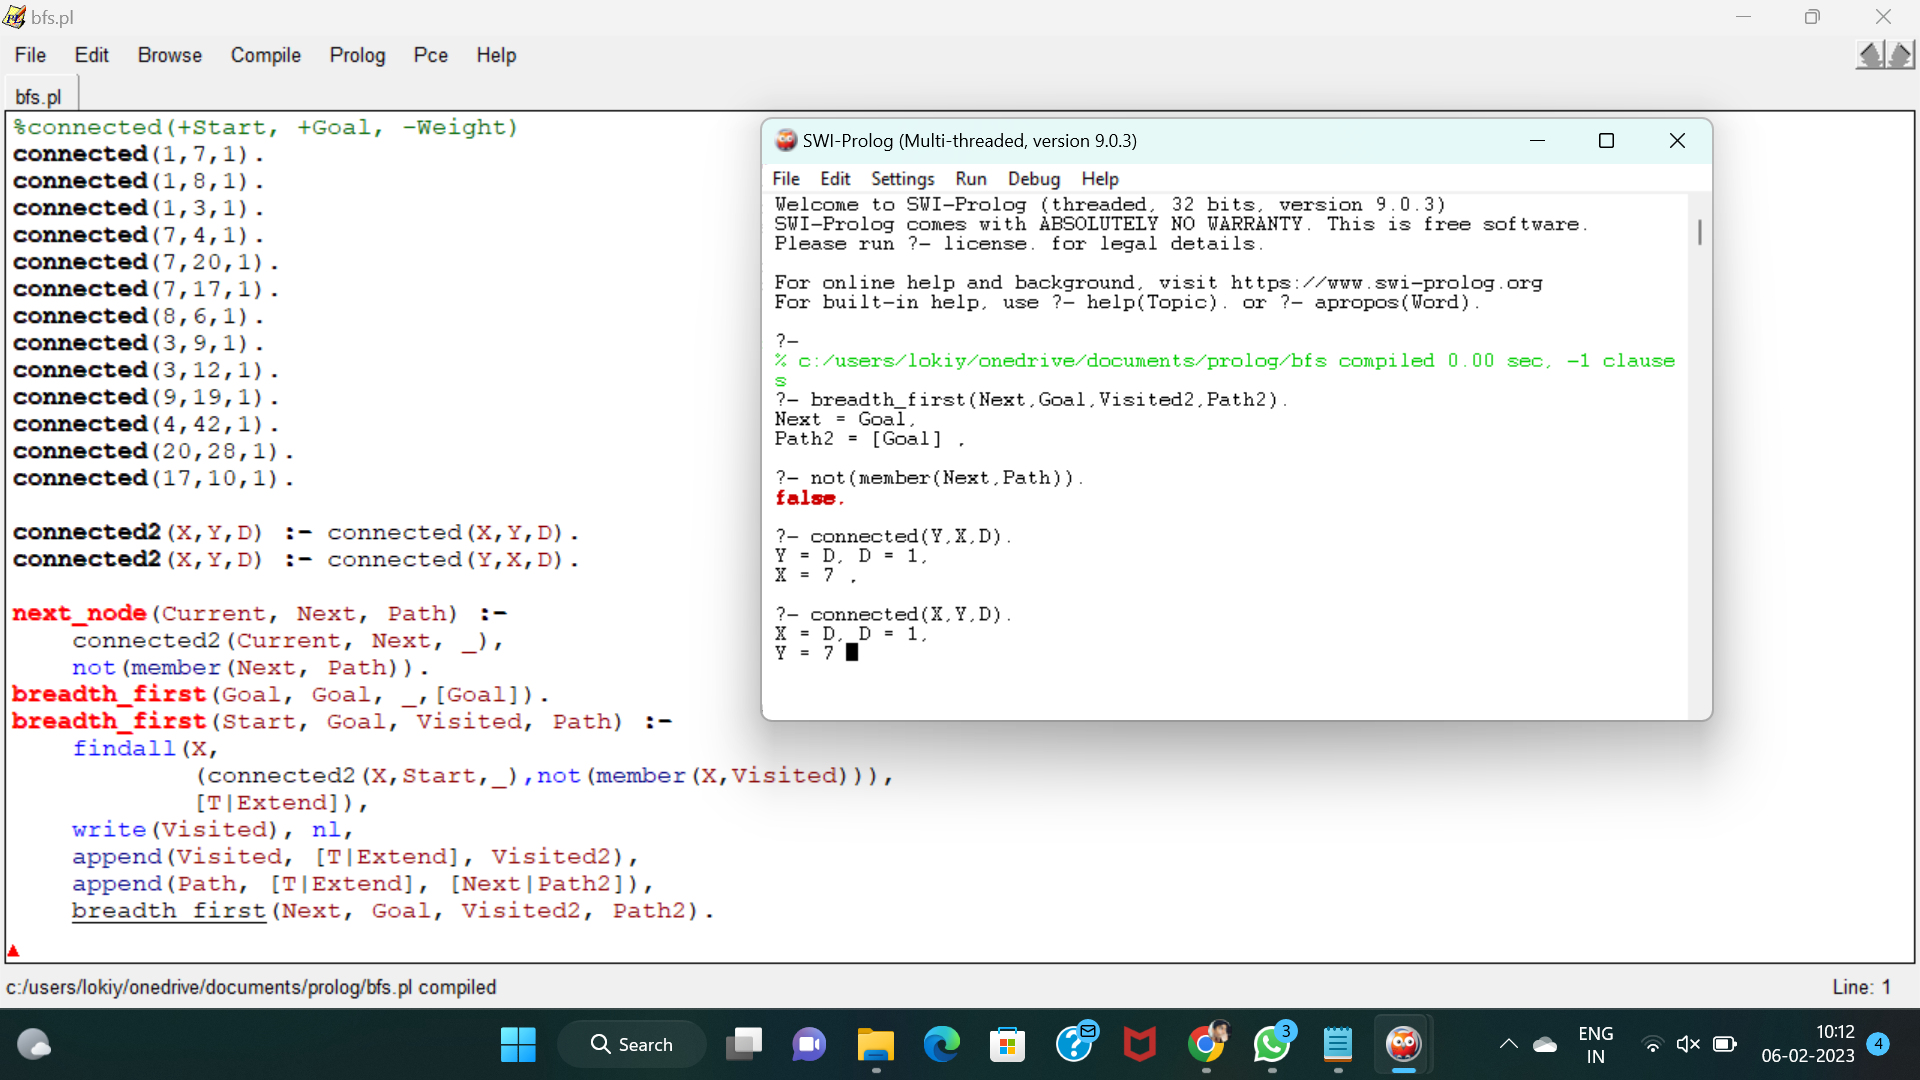 bfs.pl
File Edit Browse Compile Prolog Pce Help
bfs.pl
%connected(+Start, +Goal, -Weight)
connected(1,7,1).
connected(1,8,1).
connected(1,3,1).
connected(7,4,1).
connected(7,20,1).
connected(7,17,1).
connected(8,6,1).
connected(3,9,1).
connected(3,12,1).
connected(9,19,1).
connected(4,42,1).
connected(20,28,1).
connected(17,10,1).
connected2(X,Y,D) :- connected(X,Y,D).
connected2(X,Y,D) :- connected(Y,X,D).
next_node(Current, Next, Path) :-
connected2(Current, Next, _),
not(member(Next, Path)).
breadth_first(Goal, Goal, _,[Goal]).
breadth_first(Start, Goal, Visited, Path) :-
findall(X,
(connected2(X,Start,_),not(member(X,Visited))),
[T|Extend]),
write(Visited), nl,
append(Visited, [T|Extend], Visited2),
append(Path, [T|Extend], [Next|Path2]),
breadth_first(Next, Goal, Visited2, Path2).
c:/users/lokiy/onedrive/documents/prolog/bfs.pl compiled
Line: 1
SWI-Prolog (Multi-threaded, version 9.0.3)
File Edit Settings Run Debug Help
Welcome to SWI-Prolog (threaded, 32 bits, version 9.0.3)
SWI-Prolog comes with ABSOLUTELY NO WARRANTY. This is free software.
Please run ?- license. for legal details.
For online help and background, visit https://www.swi-prolog.org
For built-in help, use ?- help(Topic). or ?- apropos(Word).
?-
% c:/users/lokiy/onedrive/documents/prolog/bfs compiled 0.00 sec, -1 clause
s
?- breadth_first(Next,Goal,Visited2,Path2).
Next = Goal,
Path2 = [Goal] .
?- not(member(Next,Path)).
false.
?- connected(Y,X,D).
Y = D, D = 1,
X = 7 .
?- connected(X,Y,D).
X = D, D = 1,
Y = 7
Search
3
ENG
IN
10:12
06-02-2023
4